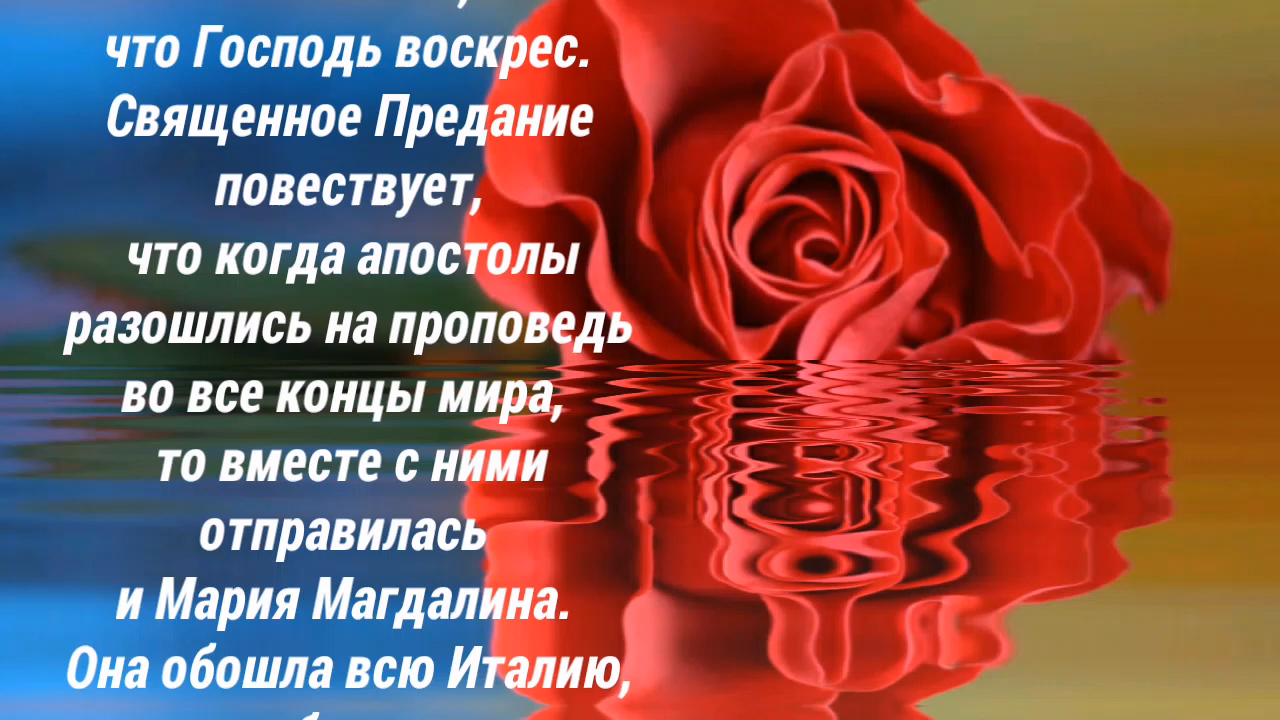 что Господь воскрес.
Священное Предание
повествует,
что когда апостолы
разошлись на проповедь
во все концы мира,
то вместе с ними
отправилась
и Мария Магдалина.
Она обошла всю Италию,